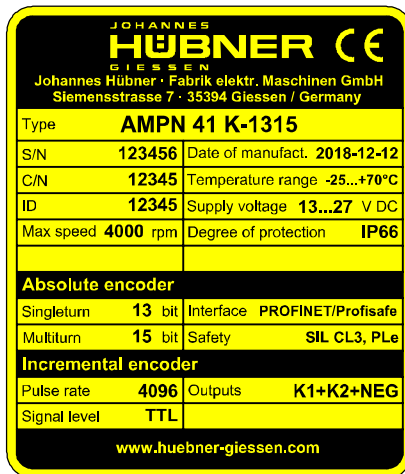 JOHANNES
HÜBNER CE
GIESSEN
Johannes Hübner · Fabrik elektr. Maschinen GmbH
Siemensstrasse 7 · 35394 Giessen / Germany
Type AMPN 41 K-1315
S/N 123456 Date of manufact. 2018-12-12
C/N 12345 Temperature range -25...+70°C
ID 12345 Supply voltage 13...27 V DC
Max speed 4000 rpm Degree of protection IP66
Absolute encoder
Singleturn 13 bit Interface PROFINET/Profisafe
Multiturn 15 bit Safety SIL CL3, PLe
Incremental encoder
Pulse rate 4096 Outputs K1+K2+NEG
Signal level TTL
www.huebner-giessen.com